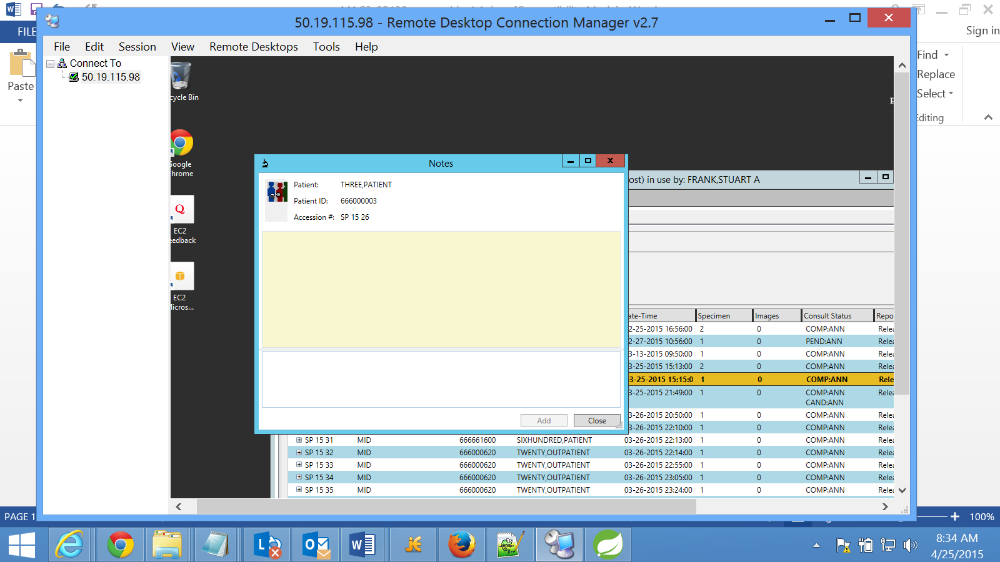 50.19.115.98 - Remote Desktop Connection Manager v2.7
FILE
Sign in
File Edit Session View Remote Desktops Tools Help
Paste
Connect To
50.19.115.98
Find
Replace
Select
Editing
cycle Bin
Google
hrome
EC2
eedback
EC2
Micros...
Notes
Patient: THREE,PATIENT
Patient ID: 666000003
Accession #: SP 15 26
Add Close
ost) in use by: FRANK,STUART A
ate-Time Specimen Images Consult Status Repo
2-25-2015 16:56:00 2 0 COMP:ANN Relea
2-27-2015 10:56:00 1 0 PEND:ANN Relea
3-13-2015 09:50:00 1 0 COMP:ANN Relea
3-25-2015 15:13:00 2 0 COMP:ANN Relea
3-25-2015 15:15:0 1 0 COMP:ANN Rele
3-25-2015 21:49:00 1 0 COMP:ANN Relea
CAND:ANN
3-26-2015 20:50:00 1 0 COMP:ANN Relea
3-26-2015 22:10:00 1 0 COMP:ANN Relea
SP 15 31 MID 666661600 SIXHUNDRED,PATIENT 03-26-2015 22:13:00 1 0 COMP:ANN Relea
SP 15 32 MID 666000620 TWENTY,OUTPATIENT 03-26-2015 22:14:00 1 0 COMP:ANN Relea
SP 15 33 MID 666000620 TWENTY,OUTPATIENT 03-26-2015 22:55:00 1 0 COMP:ANN Relea
SP 15 34 MID 666000620 TWENTY,OUTPATIENT 03-26-2015 23:05:00 1 0 COMP:ANN Relea
SP 15 35 MID 666000620 TWENTY,OUTPATIENT 03-26-2015 23:24:00 1 0 COMP:ANN Relea
PAGE 1
100%
8:34 AM
4/25/2015